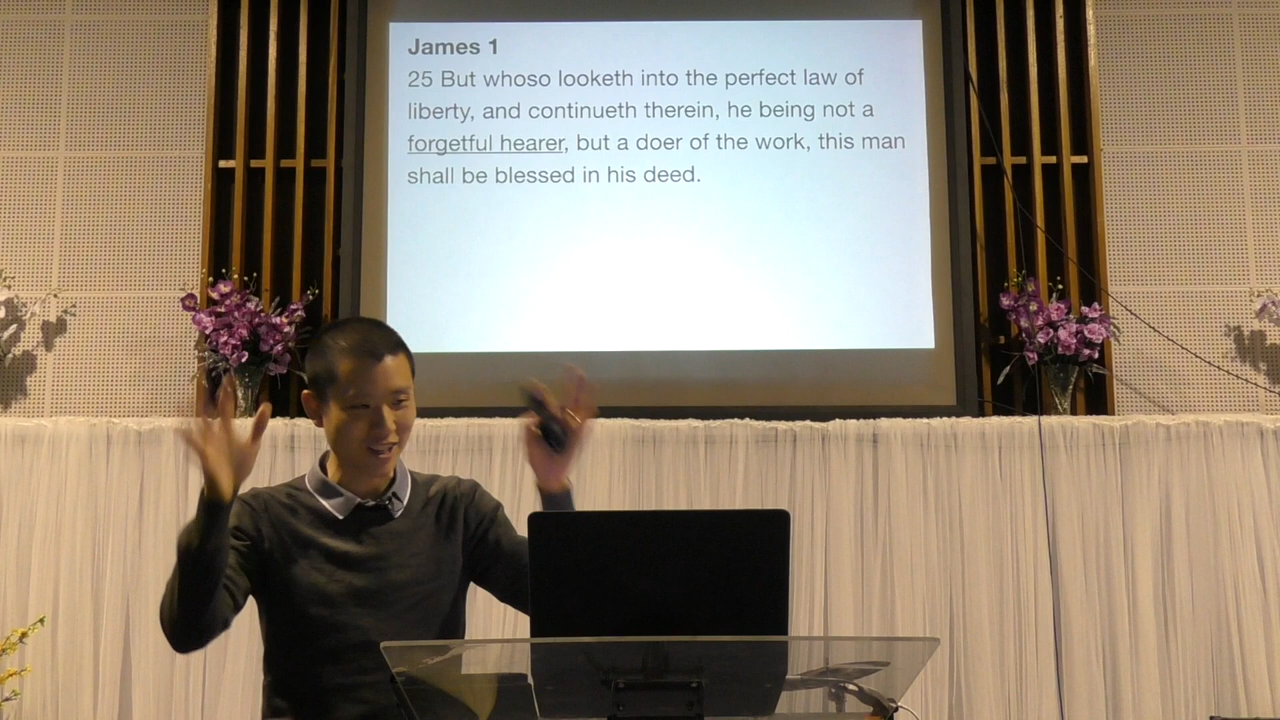 James 1
25 But whoso looketh into the perfect law of
liberty, and continueth therein, he being not a
forgetful hearer, but a doer of the work, this man
shall be blessed in his deed.